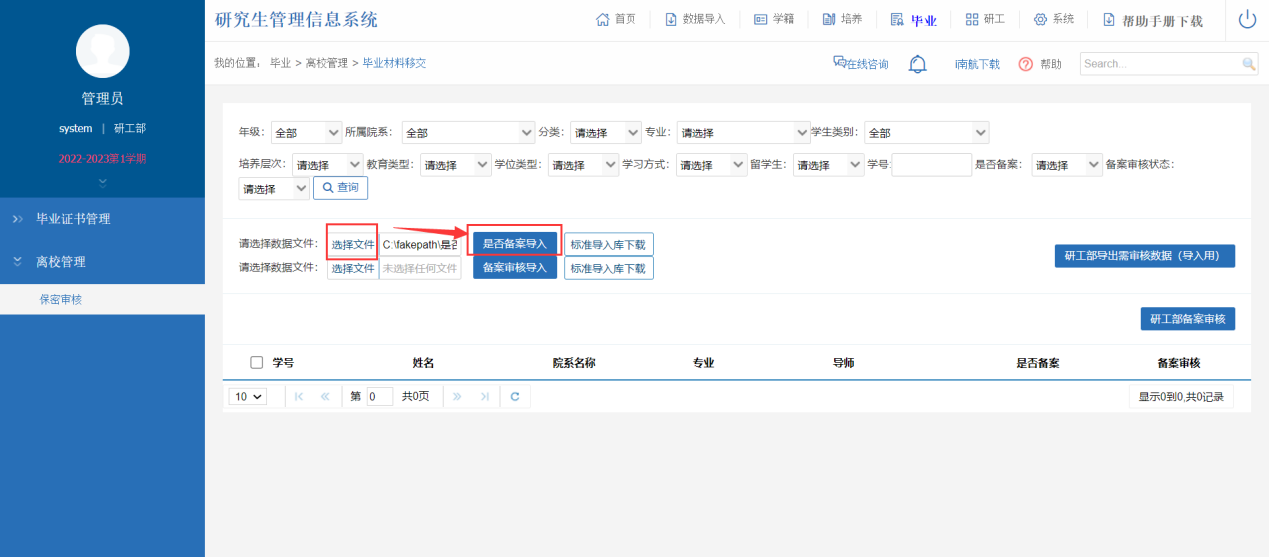 研究生管理信息系统
首页 数据导入 学籍 培养 毕业 研工 系统 帮助手册下载
管理员
system | 研工部
2022-2023第1学期
毕业证书管理
离校管理
保密审核
我的位置: 毕业 > 离校管理 > 毕业材料移交
在线咨询 i南航下载 帮助 Search...
年级: 全部 所属院系: 全部 分类: 请选择 专业: 请选择 学生类别: 全部
培养层次: 请选择 教育类型: 请选择 学位类型: 请选择 学习方式: 请选择 留学生: 请选择 学号: 是否备案: 请选择 备案审核状态:
请选择 查询
请选择数据文件: 选择文件 C:\fakepath\是否 是否备案导入 标准导入库下载
请选择数据文件: 选择文件 未选择任何文件 备案审核导入 标准导入库下载
研工部导出需审核数据（导入用）
研工部备案审核
学号 姓名 院系名称 专业 导师 是否备案 备案审核
10 第 0 共0页 显示0到0,共0记录